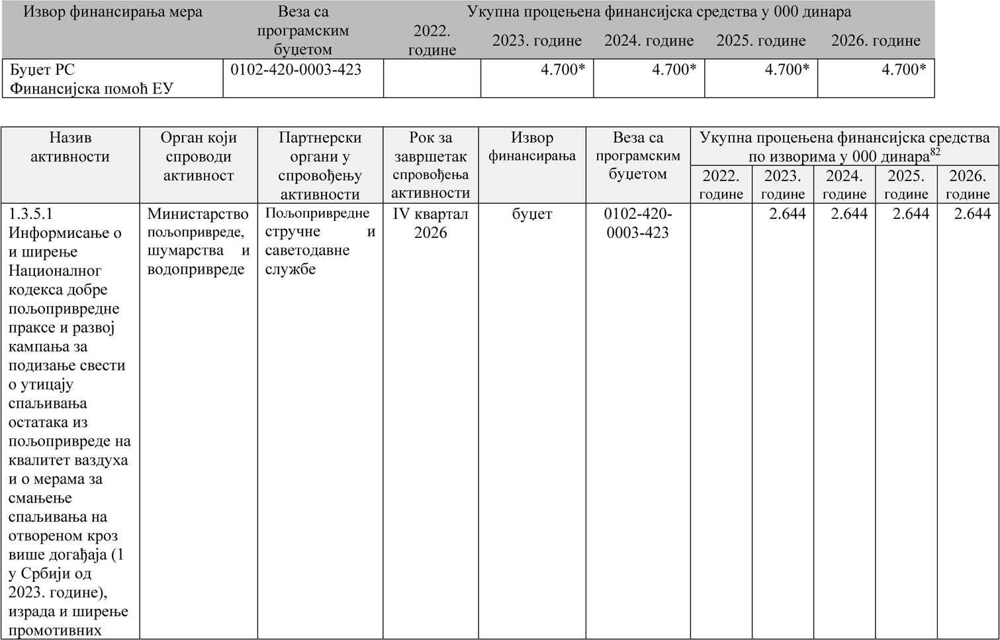 Извор финансирања мера
Веза са
програмским
буџетом
Укупна процењена финансијска средства у 000 динара
2022.
године
2023. године
2024. године
2025. године
2026. године
Буџет РС
Финансијска помоћ ЕУ
0102-420-0003-423
4.700*
4.700*
4.700*
4.700*
Назив
активности
Орган који
спроводи
активност
Партнерски
органи у
спровођењу
активности
Рок за
завршетак
спровођења
активности
Извор
финансирања
Веза са
програмским
буџетом
Укупна процењена финансијска средства
по изворима у 000 динара82
2022.
године
2023.
године
2024.
године
2025.
године
2026.
године
1.3.5.1
Информисање о
и ширење
Националног
кодекса добре
пољопривредне
праксе и развој
кампања за
подизање свести
о утицају
спаљивања
остатака из
пољопривреде на
квалитет ваздуха
и о мерама за
смањење
спаљивања на
отвореном кроз
више догађаја (1
у Србији од
2023. године),
израда и ширење
промотивних
Министарство
пољопривреде,
шумарства и
водопривреде
Пољопривредне
стручне и
саветодавне
службе
IV квартал
2026
буџет
0102-420-
0003-423
2.644
2.644
2.644
2.644